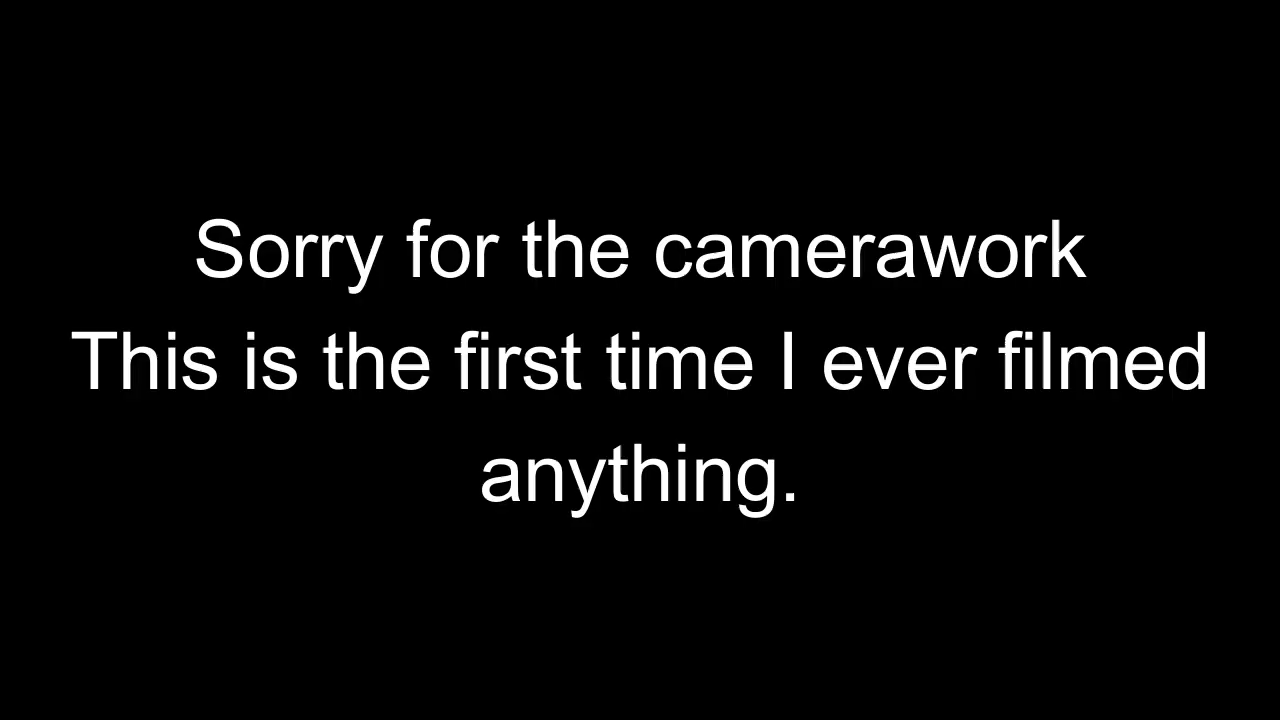 Sorry for the camerawork
This is the first time I ever filmed
anything.